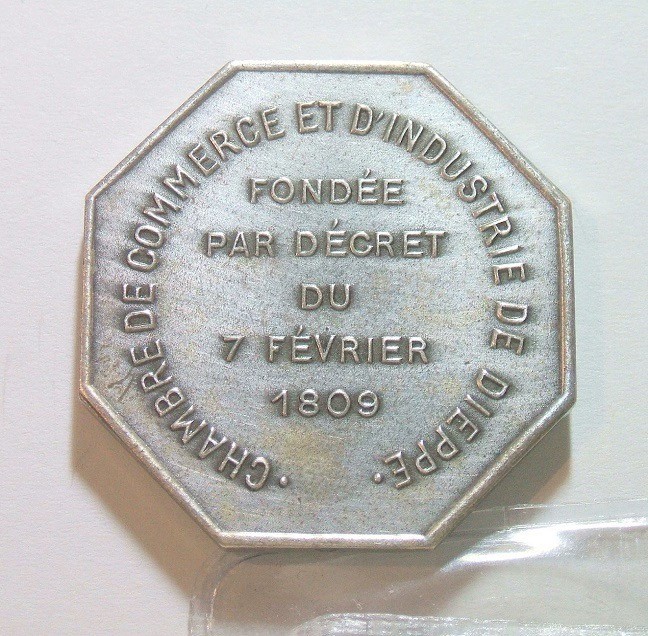 · CHAMBRE DE COMMERCE ET D'INDUSTRIE DE DIEPPE ·
FONDÉE
PAR DÉCRET
DU
7 FÉVRIER
1809